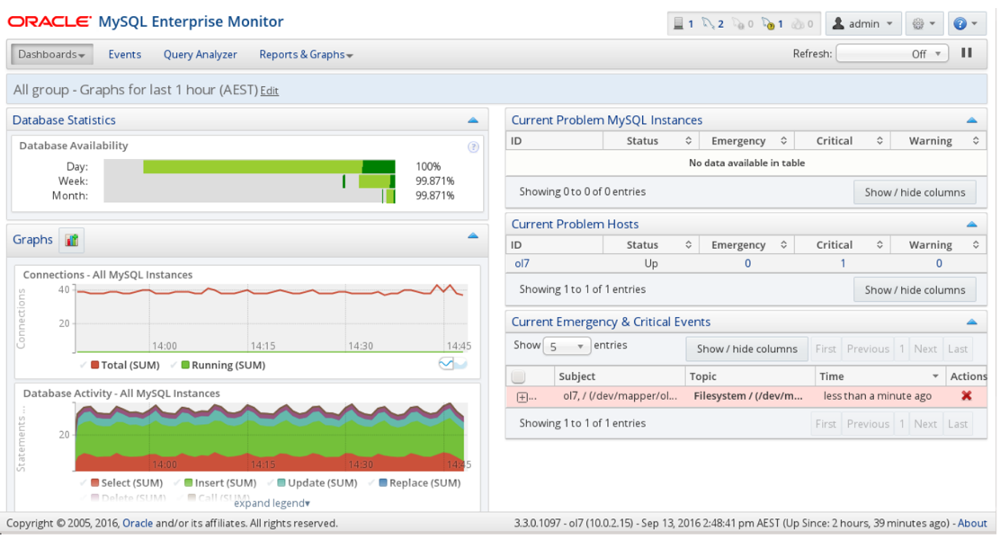 ORACLE® MySQL Enterprise Monitor
1 2 0 1 0 admin
Dashboards Events Query Analyzer Reports & Graphs Refresh: Off
All group - Graphs for last 1 hour (AEST) Edit
Database Statistics
Database Availability
Day: 100%
Week: 99.871%
Month: 99.871%
Graphs
Connections - All MySQL Instances
Connections
40
20
14:00 14:15 14:30 14:45
Total (SUM) Running (SUM)
Database Activity - All MySQL Instances
Statements ...
20
14:00 14:15 14:30 14:45
Select (SUM) Insert (SUM) Update (SUM) Replace (SUM)
Delete (SUM) Call (SUM)
expand legend
Current Problem MySQL Instances
ID Status Emergency Critical Warning
No data available in table
Showing 0 to 0 of 0 entries Show / hide columns
Current Problem Hosts
ID Status Emergency Critical Warning
ol7 Up 0 1 0
Showing 1 to 1 of 1 entries Show / hide columns
Current Emergency & Critical Events
Show 5 entries Show / hide columns First Previous 1 Next Last
Subject Topic Time Actions
... ol7, / (/dev/mapper/ol... Filesystem / (/dev/m... less than a minute ago
Showing 1 to 1 of 1 entries First Previous 1 Next Last
Copyright © 2005, 2016, Oracle and/or its affiliates. All rights reserved. 3.3.0.1097 - ol7 (10.0.2.15) - Sep 13, 2016 2:48:41 pm AEST (Up Since: 2 hours, 39 minutes ago) - About